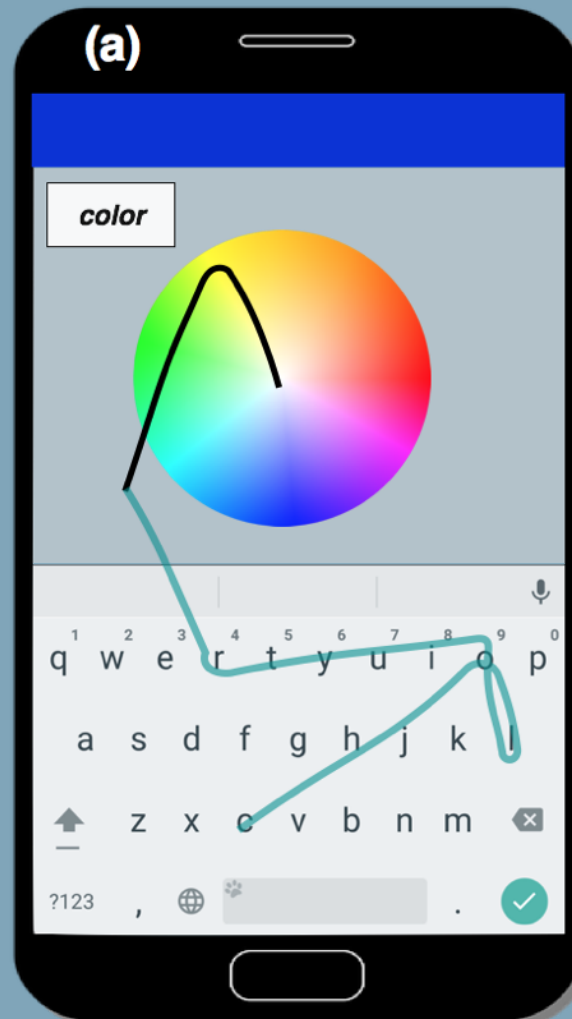 (a)
color
1 2 3 4 5 6 7 8 9 0
q w e r t y u i o p
a s d f g h j k l
z x c v b n m
?123 , .